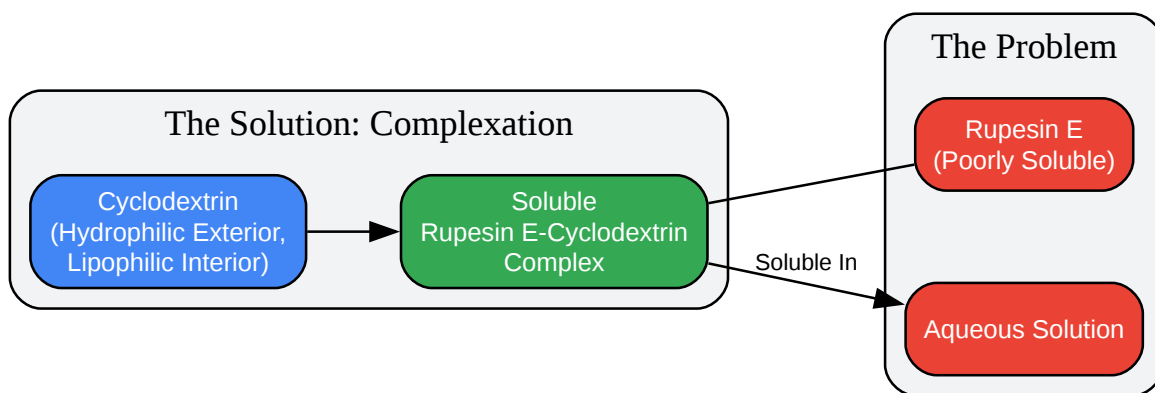 The Solution: Complexation
Cyclodextrin
(Hydrophilic Exterior,
Lipophilic Interior)
Soluble
Rupesin E-Cyclodextrin
Complex
Soluble In
The Problem
Rupesin E
(Poorly Soluble)
Aqueous Solution